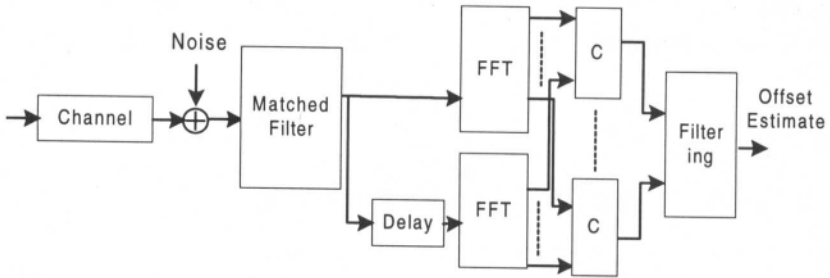 Noise
Channel
Matched
Filter
FFT
C
Filter
ing
Offset
Estimate
Delay
FFT
C